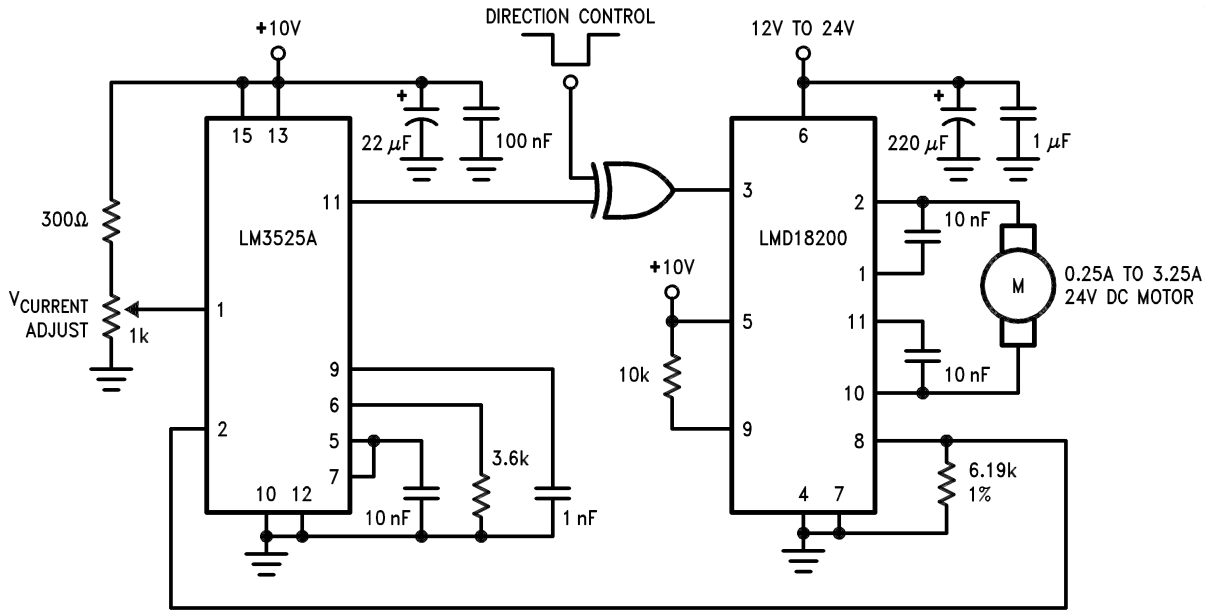 DIRECTION CONTROL
+10V
12V TO 24V
+
22 μF
100 nF
+
220 μF
1 μF
15 13
6
11
3
2
10 nF
300Ω
LM3525A
LMD18200
+10V
1
M
0.25A TO 3.25A
24V DC MOTOR
VCURRENT
ADJUST
1k
1
5
11
9
10k
10 nF
6
10
2
9
5
8
3.6k
7
6.19k
1%
10 12
10 nF
1 nF
4 7